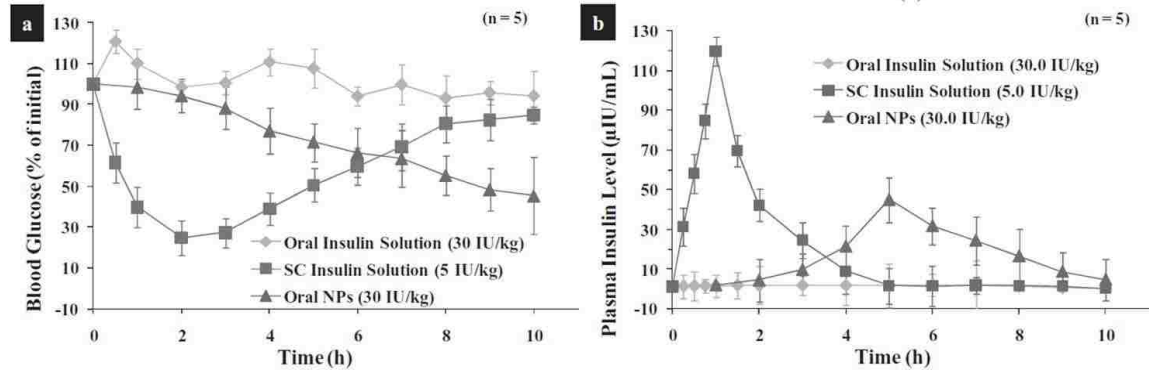 a
(n = 5)
130
110
90
70
50
30
10
-10
Blood Glucose (% of initial)
Oral Insulin Solution (30 IU/kg)
SC Insulin Solution (5 IU/kg)
Oral NPs (30 IU/kg)
0 2 4 6 8 10
Time (h)
b
(n = 5)
130
110
90
70
50
30
10
-10
Plasma Insulin Level (µIU/mL)
Oral Insulin Solution (30.0 IU/kg)
SC Insulin Solution (5.0 IU/kg)
Oral NPs (30.0 IU/kg)
0 2 4 6 8 10
Time (h)